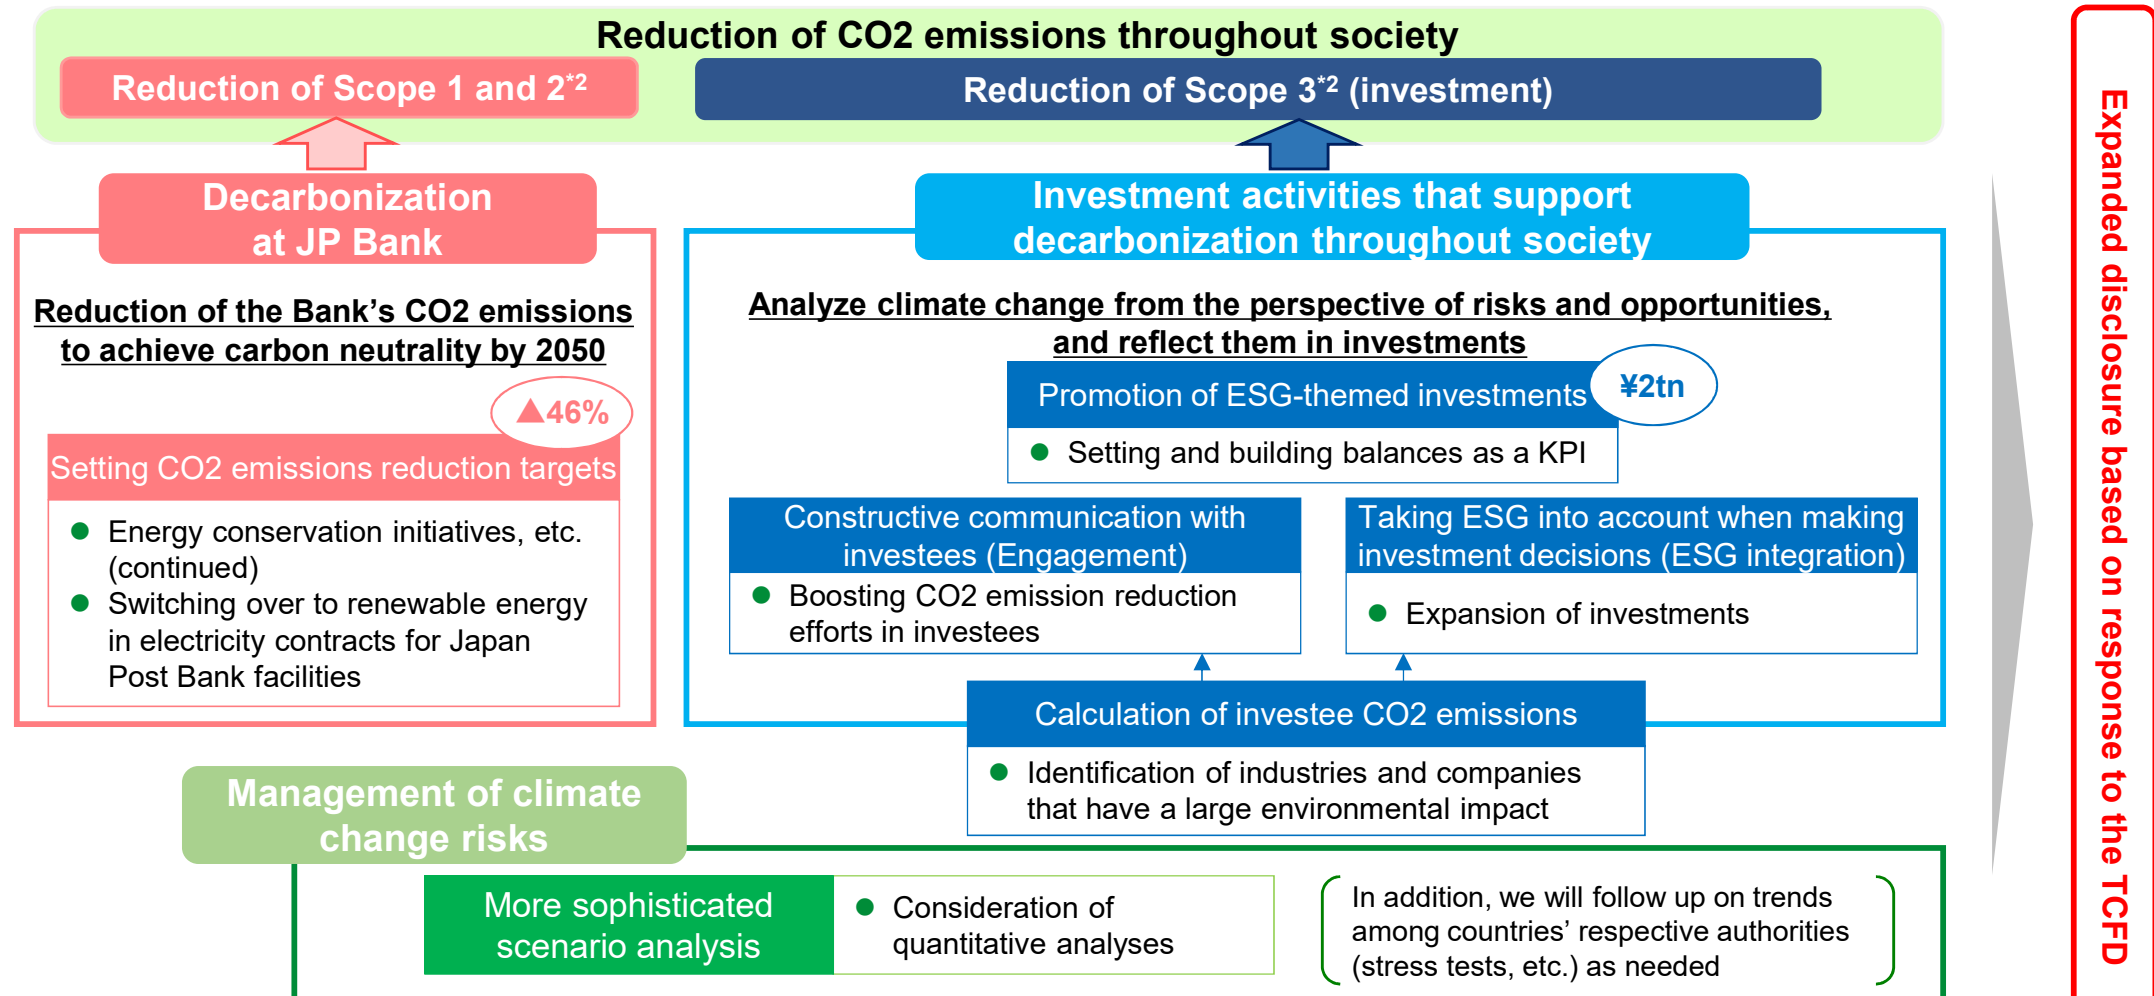 Reduction of CO2 emissions throughout society
Reduction of Scope 1 and 2*2
Reduction of Scope 3*2 (investment)
Decarbonization
at JP Bank
Reduction of the Bank's CO2 emissions
to achieve carbon neutrality by 2050
▲46%
Setting CO2 emissions reduction targets
● Energy conservation initiatives, etc.
(continued)
● Switching over to renewable energy
in electricity contracts for Japan
Post Bank facilities
Investment activities that support
decarbonization throughout society
Analyze climate change from the perspective of risks and opportunities,
and reflect them in investments
Promotion of ESG-themed investments
¥2tn
● Setting and building balances as a KPI
Constructive communication with
investees (Engagement)
● Boosting CO2 emission reduction
efforts in investees
Taking ESG into account when making
investment decisions (ESG integration)
● Expansion of investments
Calculation of investee CO2 emissions
● Identification of industries and companies
that have a large environmental impact
Management of climate
change risks
More sophisticated
scenario analysis
● Consideration of
quantitative analyses
In addition, we will follow up on trends
among countries' respective authorities
(stress tests, etc.) as needed
Expanded disclosure based on response to the TCFD